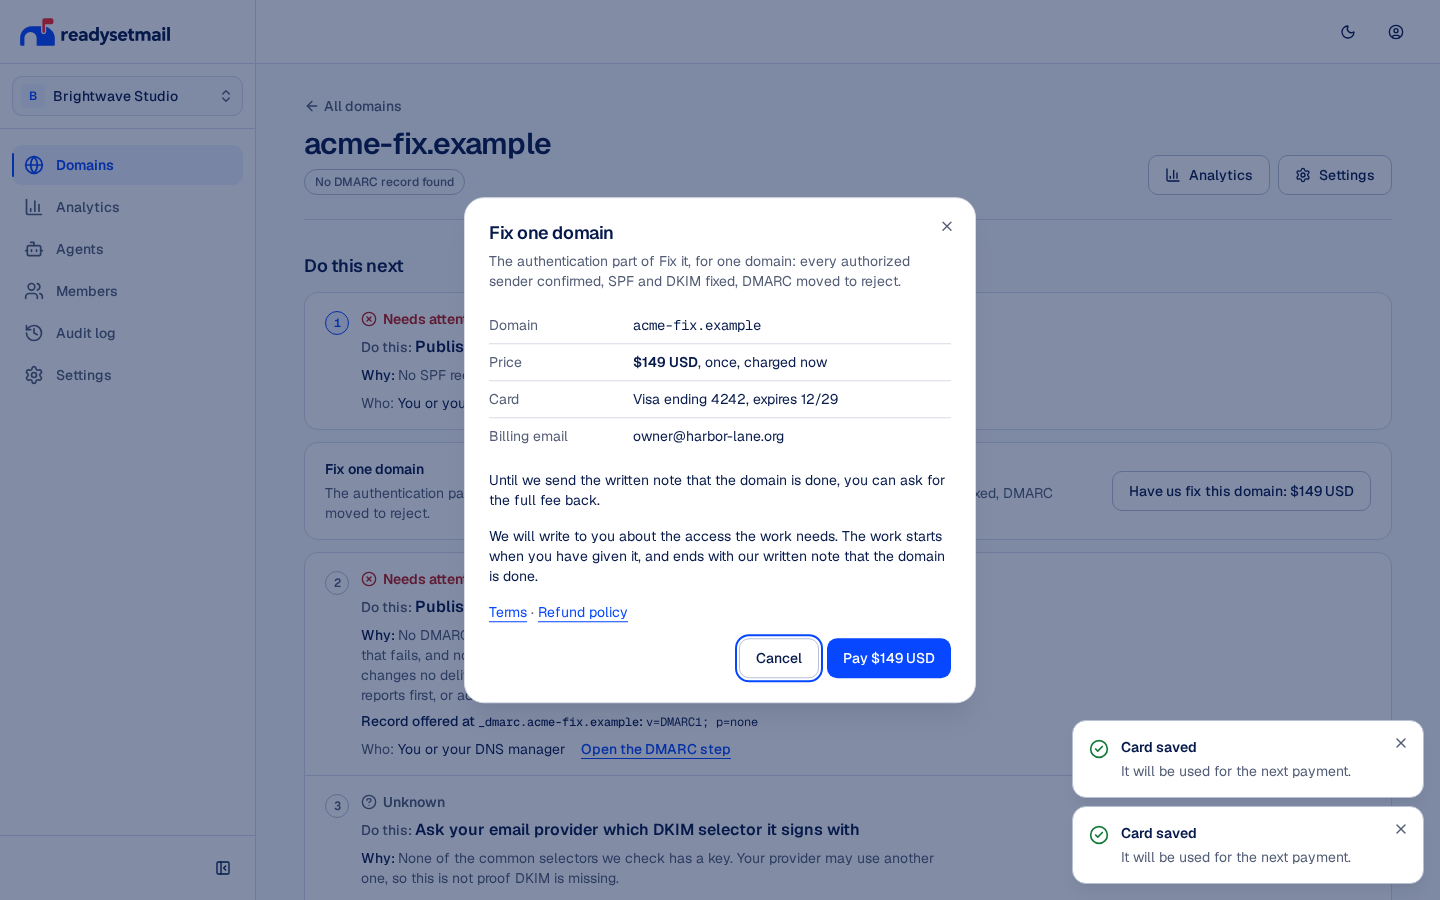 readysetmail
B Brightwave Studio
Domains
Analytics
Agents
Members
Audit log
Settings
All domains
acme-fix.example
No DMARC record found
Analytics
Settings
Do this next
1
Needs atten
Do this: Publis
Why: No SPF re
Who: You or you
Fix one domain
The authentication pa
xed, DMARC
moved to reject.
Have us fix this domain: $149 USD
2
Needs atten
Do this: Publis
Why: No DMARC
that fails, and no
changes no deli
reports first, or a
Record offered at _dmarc.acme-fix.example: v=DMARC1; p=none
Who: You or your DNS manager Open the DMARC step
3
Unknown
Do this: Ask your email provider which DKIM selector it signs with
Why: None of the common selectors we check has a key. Your provider may use another
one, so this is not proof DKIM is missing.
Fix one domain
The authentication part of Fix it, for one domain: every authorized
sender confirmed, SPF and DKIM fixed, DMARC moved to reject.
Domain acme-fix.example
Price $149 USD, once, charged now
Card Visa ending 4242, expires 12/29
Billing email owner@harbor-lane.org
Until we send the written note that the domain is done, you can ask for
the full fee back.
We will write to you about the access the work needs. The work starts
when you have given it, and ends with our written note that the domain
is done.
Terms · Refund policy
Cancel
Pay $149 USD
Card saved
It will be used for the next payment.
Card saved
It will be used for the next payment.